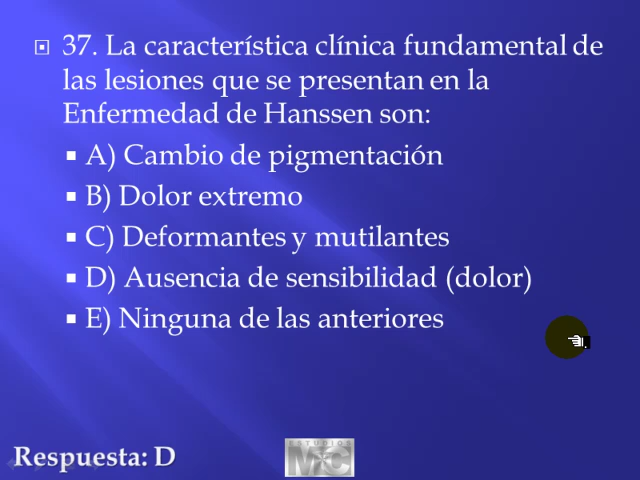 37. La característica clínica fundamental de
las lesiones que se presentan en la
Enfermedad de Hanssen son:
A) Cambio de pigmentación
B) Dolor extremo
C) Deformantes y mutilantes
D) Ausencia de sensibilidad (dolor)
E) Ninguna de las anteriores
Respuesta: D
ESTUDIOS
MC